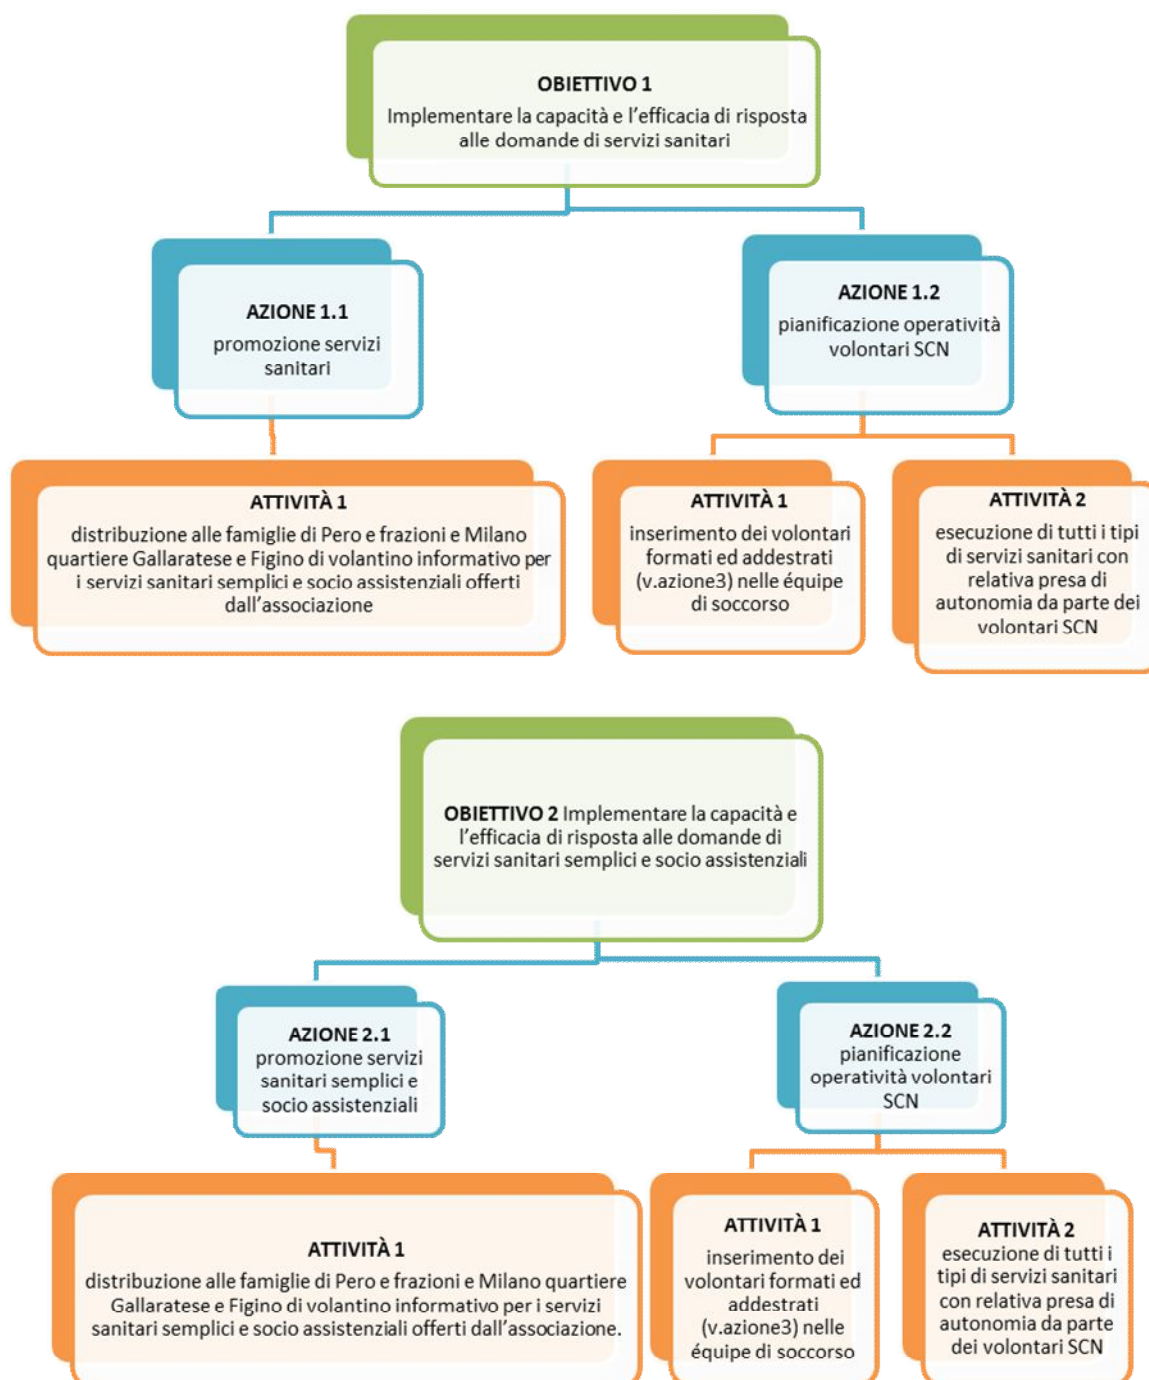 OBIETTIVO 1
Implementare la capacità e l'efficacia di risposta
alle domande di servizi sanitari
AZIONE 1.1
promozione servizi
sanitari
AZIONE 1.2
pianificazione operatività
volontari SCN
ATTIVITÀ 1
distribuzione alle famiglie di Pero e frazioni e Milano
quartiere Gallaratese e Figino di volantino informativo per
i servizi sanitari semplici e socio assistenziali offerti
dall'associazione
ATTIVITÀ 1
inserimento dei volontari
formati ed addestrati
(v.azione3) nelle équipe
di soccorso
ATTIVITÀ 2
esecuzione di tutti i tipi
di servizi sanitari con
relativa presa di
autonomia da parte dei
volontari SCN
OBIETTIVO 2 Implementare la capacità e
l'efficacia di risposta alle domande di
servizi sanitari semplici e socio assistenziali
AZIONE 2.1
promozione servizi
sanitari semplici e
socio assistenziali
AZIONE 2.2
pianificazione
operatività volontari
SCN
ATTIVITÀ 1
distribuzione alle famiglie di Pero e frazioni e Milano quartiere
Gallaratese e Figino di volantino informativo per i servizi
sanitari semplici e socio assistenziali offerti dall'associazione.
ATTIVITÀ 1
inserimento dei
volontari formati ed
addestrati
(v.azione3) nelle
équipe di soccorso
ATTIVITÀ 2
esecuzione di tutti i
tipi di servizi sanitari
con relativa presa di
autonomia da parte
dei volontari SCN